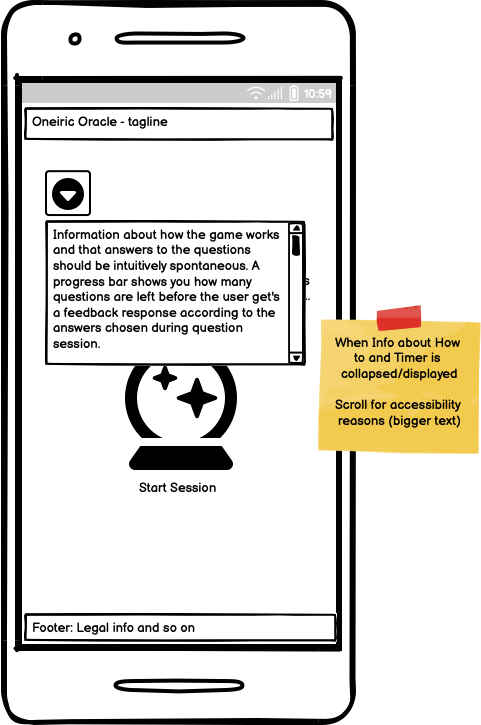 10:59
Oneiric Oracle - tagline
Information about how the game works
and that answers to the questions
should be intuitively spontaneous. A
progress bar shows you how many
questions are left before the user get's
a feedback response according to the
answers chosen during question
session.
When Info about How
to and Timer is
collapsed/displayed
Scroll for accessibility
reasons (bigger text)
Start Session
Footer: Legal info and so on